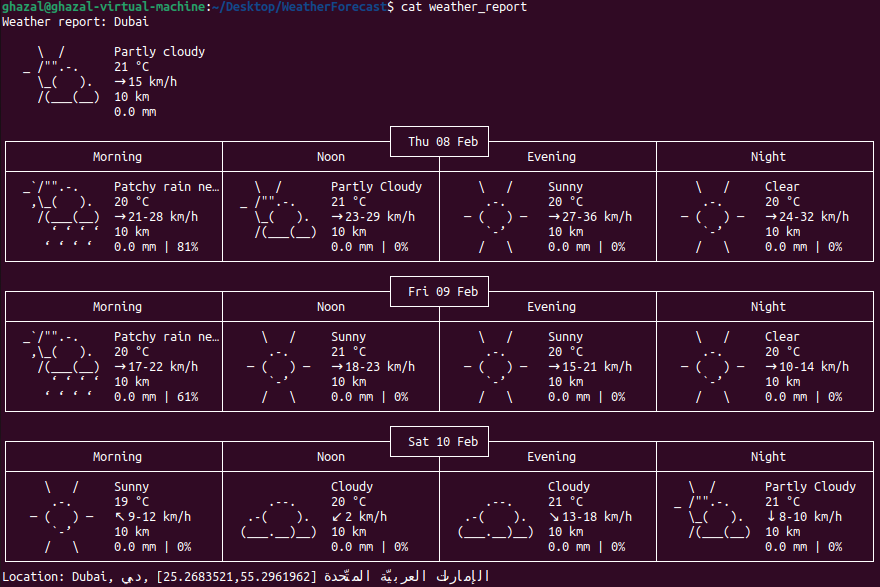 ghazal@ghazal-virtual-machine:~/Desktop/WeatherForecast$ cat weather_report
Weather report: Dubai
Partly cloudy
21 °C
→15 km/h
10 km
0.0 mm
Thu 08 Feb
Morning Noon Evening Night
Patchy rain ne… Partly Cloudy Sunny Clear
20 °C 21 °C 20 °C 20 °C
→21-28 km/h →23-29 km/h →27-36 km/h →24-32 km/h
10 km 10 km 10 km 10 km
0.0 mm | 81% 0.0 mm | 0% 0.0 mm | 0% 0.0 mm | 0%
Fri 09 Feb
Morning Noon Evening Night
Patchy rain ne… Sunny Sunny Clear
20 °C 21 °C 20 °C 20 °C
→17-22 km/h →18-23 km/h →15-21 km/h →10-14 km/h
10 km 10 km 10 km 10 km
0.0 mm | 61% 0.0 mm | 0% 0.0 mm | 0% 0.0 mm | 0%
Sat 10 Feb
Morning Noon Evening Night
Sunny Cloudy Cloudy Partly Cloudy
19 °C 20 °C 21 °C 21 °C
↖9-12 km/h ↙2 km/h ↘13-18 km/h ↓8-10 km/h
10 km 10 km 10 km 10 km
0.0 mm | 0% 0.0 mm | 0% 0.0 mm | 0% 0.0 mm | 0%
Location: Dubai, دبي, الإمارات العربيّة المتّحدة [25.2683521,55.2961962]